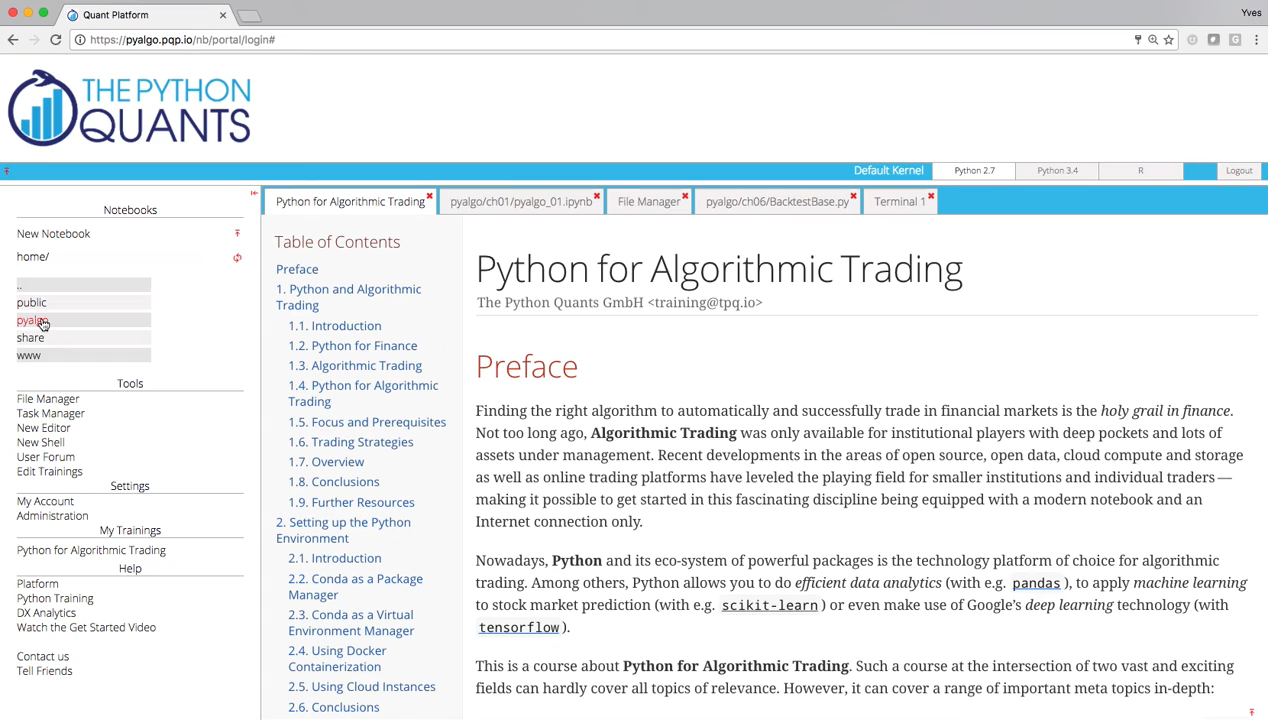 Quant Platform
Yves
https://pyalgo.pqp.io/nb/portal/login#
THE PYTHON
QUANTS
Default Kernel
Python 2.7
Python 3.4
R
Logout
Notebooks
New Notebook
home/
..
public
pyalgo
share
www
Tools
File Manager
Task Manager
New Editor
New Shell
User Forum
Edit Trainings
Settings
My Account
Administration
My Trainings
Python for Algorithmic Trading
Help
Platform
Python Training
DX Analytics
Watch the Get Started Video
Contact us
Tell Friends
Python for Algorithmic Trading
pyalgo/ch01/pyalgo_01.ipynb
File Manager
pyalgo/ch06/BacktestBase.py
Terminal 1
Table of Contents
Preface
1. Python and Algorithmic
Trading
1.1. Introduction
1.2. Python for Finance
1.3. Algorithmic Trading
1.4. Python for Algorithmic
Trading
1.5. Focus and Prerequisites
1.6. Trading Strategies
1.7. Overview
1.8. Conclusions
1.9. Further Resources
2. Setting up the Python
Environment
2.1. Introduction
2.2. Conda as a Package
Manager
2.3. Conda as a Virtual
Environment Manager
2.4. Using Docker
Containerization
2.5. Using Cloud Instances
2.6. Conclusions
Python for Algorithmic Trading
The Python Quants GmbH <training@tpq.io>
Preface
Finding the right algorithm to automatically and successfully trade in financial markets is the holy grail in finance.
Not too long ago, Algorithmic Trading was only available for institutional players with deep pockets and lots of
assets under management. Recent developments in the areas of open source, open data, cloud compute and storage
as well as online trading platforms have leveled the playing field for smaller institutions and individual traders —
making it possible to get started in this fascinating discipline being equipped with a modern notebook and an
Internet connection only.
Nowadays, Python and its eco-system of powerful packages is the technology platform of choice for algorithmic
trading. Among others, Python allows you to do efficient data analytics (with e.g. pandas ), to apply machine learning
to stock market prediction (with e.g. scikit-learn ) or even make use of Google’s deep learning technology (with
tensorflow ).
This is a course about Python for Algorithmic Trading. Such a course at the intersection of two vast and exciting
fields can hardly cover all topics of relevance. However, it can cover a range of important meta topics in-depth: